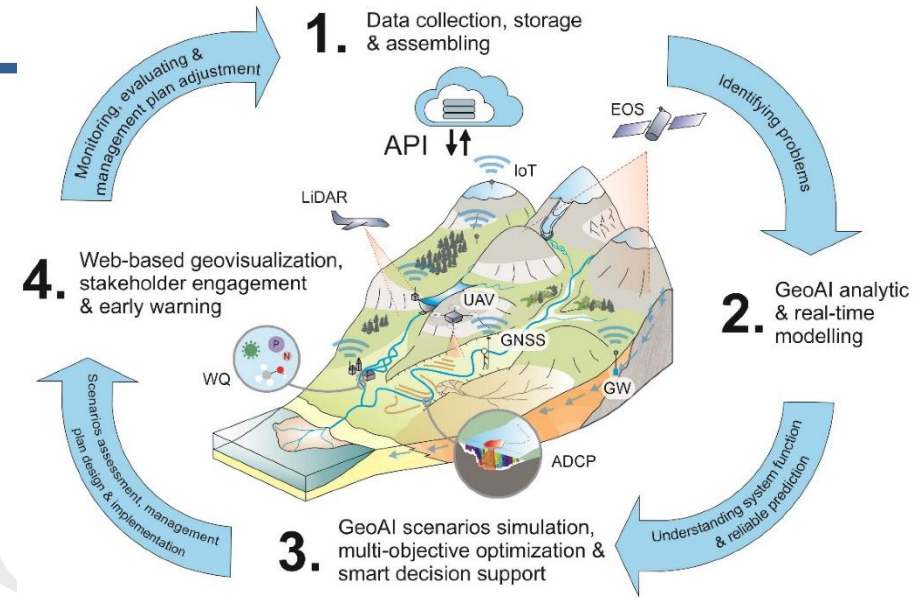 1. Data collection, storage
& assembling
Identifying problems
2. GeoAI analytic
& real-time
modelling
Understanding system function
& reliable prediction
3. GeoAI scenarios simulation,
multi-objective optimization &
smart decision support
Scenarios assessment, management
plan design & implementation
4. Web-based geovisualization,
stakeholder engagement
& early warning
Monitoring, evaluating &
management plan adjustment
API
IoT
EOS
LiDAR
UAV
GNSS
GW
WQ
P
N
ADCP